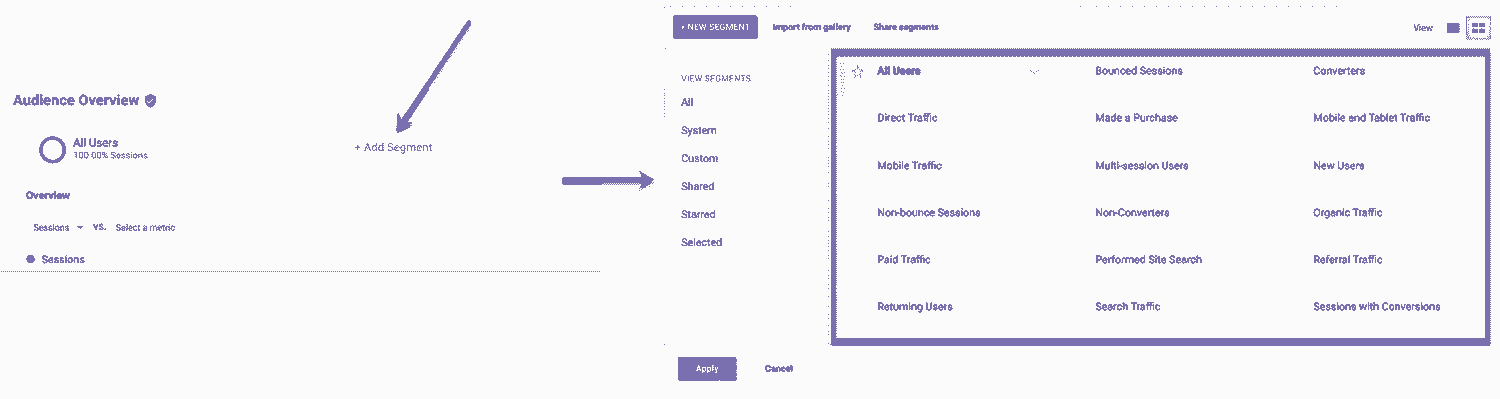 Audience Overview
All Users
100.00% Sessions
+ Add Segment
Overview
Sessions VS. Select a metric
Sessions
+ NEW SEGMENT Import from gallery Share segments View
VIEW SEGMENTS
All
System
Custom
Shared
Starred
Selected
All Users Bounced Sessions Converters
Direct Traffic Made a Purchase Mobile and Tablet Traffic
Mobile Traffic Multi-session Users New Users
Non-bounce Sessions Non-Converters Organic Traffic
Paid Traffic Performed Site Search Referral Traffic
Returning Users Search Traffic Sessions with Conversions
Apply Cancel